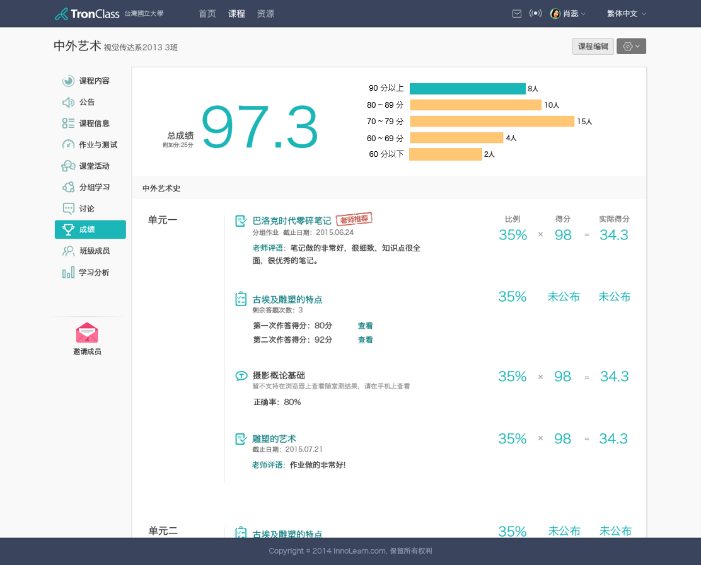 TronClass 台灣國立大學 首页 课程 资源 肖蕊 繁体中文
中外艺术 视觉传达系2013 3班 课程编辑
课程内容
公告
课程信息
作业与测试
课堂活动
分组学习
讨论
成绩
班级成员
学习分析
邀请成员
总成绩
附加分:25分
97.3
90 分以上 8人
80 ~ 89 分 10人
70 ~ 79 分 15人
60 ~ 69 分 4人
60 分以下 2人
中外艺术史
单元一
比例 得分 实际得分
巴洛克时代零碎笔记 老师推荐
35% × 98 = 34.3
分组作业 截止日期：2015.06.24
老师评语：笔记做的非常好，很细致，知识点很全
面，很优秀的笔记。
古埃及雕塑的特点
35% 未公布 未公布
剩余答题次数：3
第一次作答得分：80分 查看
第二次作答得分：92分 查看
摄影概论基础
35% × 98 = 34.3
暂不支持在浏览器上查看随堂测结果，请在手机上查看
正确率：80%
雕塑的艺术
35% × 98 = 34.3
截止日期：2015.07.21
老师评语：作业做的非常好!
单元二
古埃及雕塑的特点
35% 未公布 未公布
Copyright © 2014 InnoLearn.com. 保留所有权利